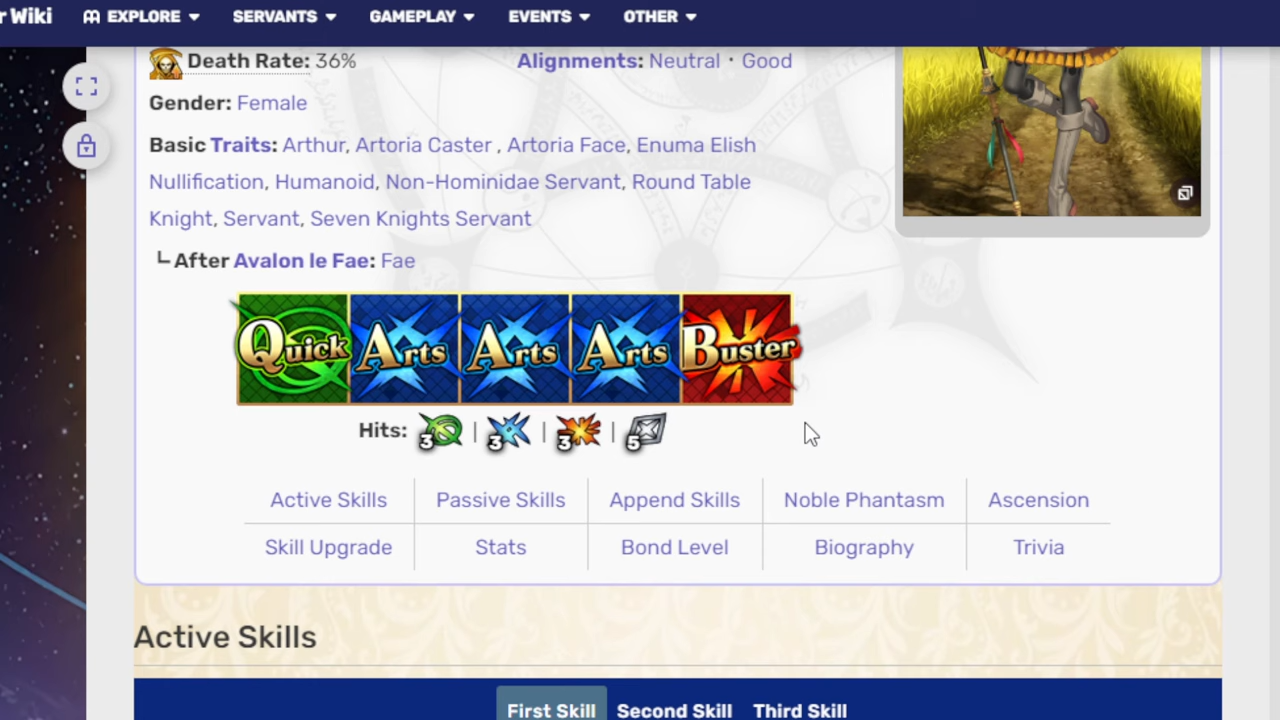 r Wiki EXPLORE SERVANTS GAMEPLAY EVENTS OTHER
Death Rate: 36% Alignments: Neutral · Good
Gender: Female
Basic Traits: Arthur, Artoria Caster , Artoria Face, Enuma Elish
Nullification, Humanoid, Non-Hominidae Servant, Round Table
Knight, Servant, Seven Knights Servant
After Avalon le Fae: Fae
Quick Arts Arts Arts Buster
Hits: 3 | 3 | 3 | 5
Active Skills Passive Skills Append Skills Noble Phantasm Ascension
Skill Upgrade Stats Bond Level Biography Trivia
Active Skills
First Skill Second Skill Third Skill